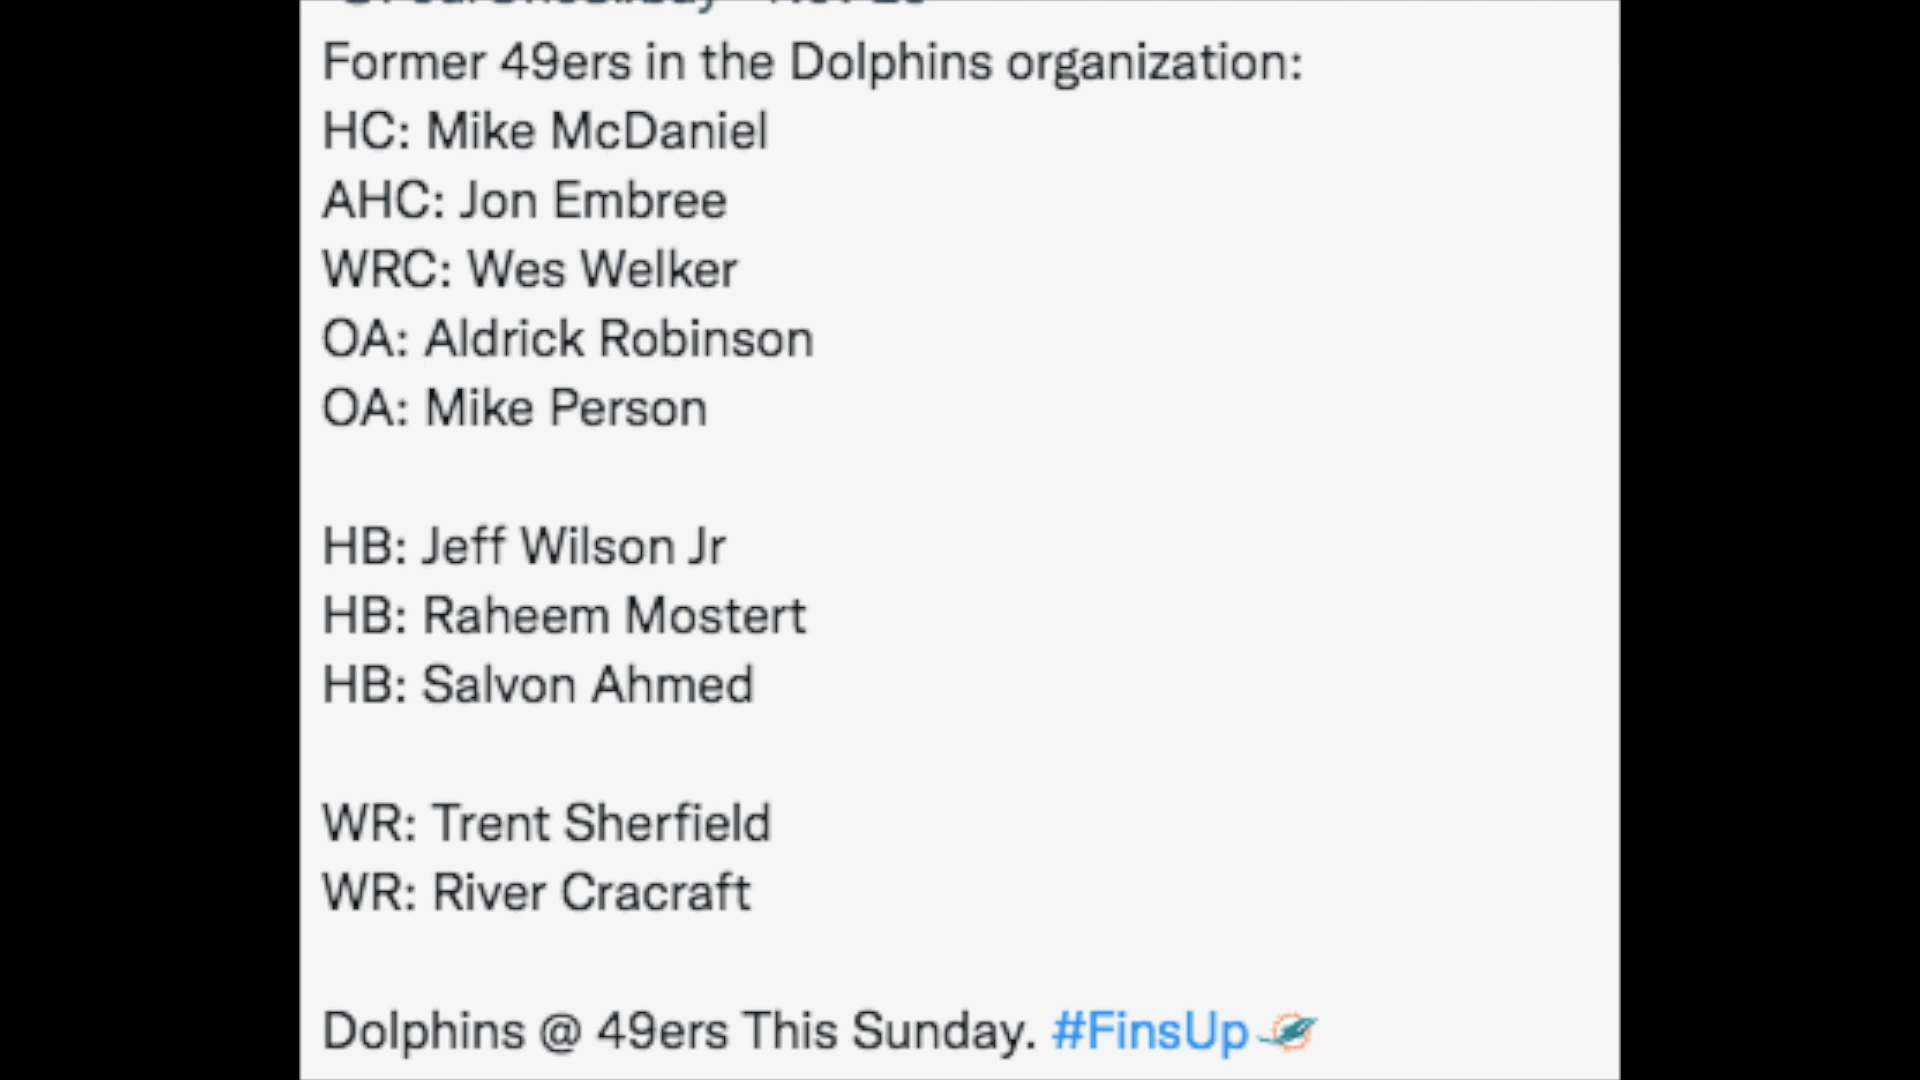 Former 49ers in the Dolphins organization:
HC: Mike McDaniel
AHC: Jon Embree
WRC: Wes Welker
OA: Aldrick Robinson
OA: Mike Person
HB: Jeff Wilson Jr
HB: Raheem Mostert
HB: Salvon Ahmed
WR: Trent Sherfield
WR: River Cracraft
Dolphins @ 49ers This Sunday. #FinsUp